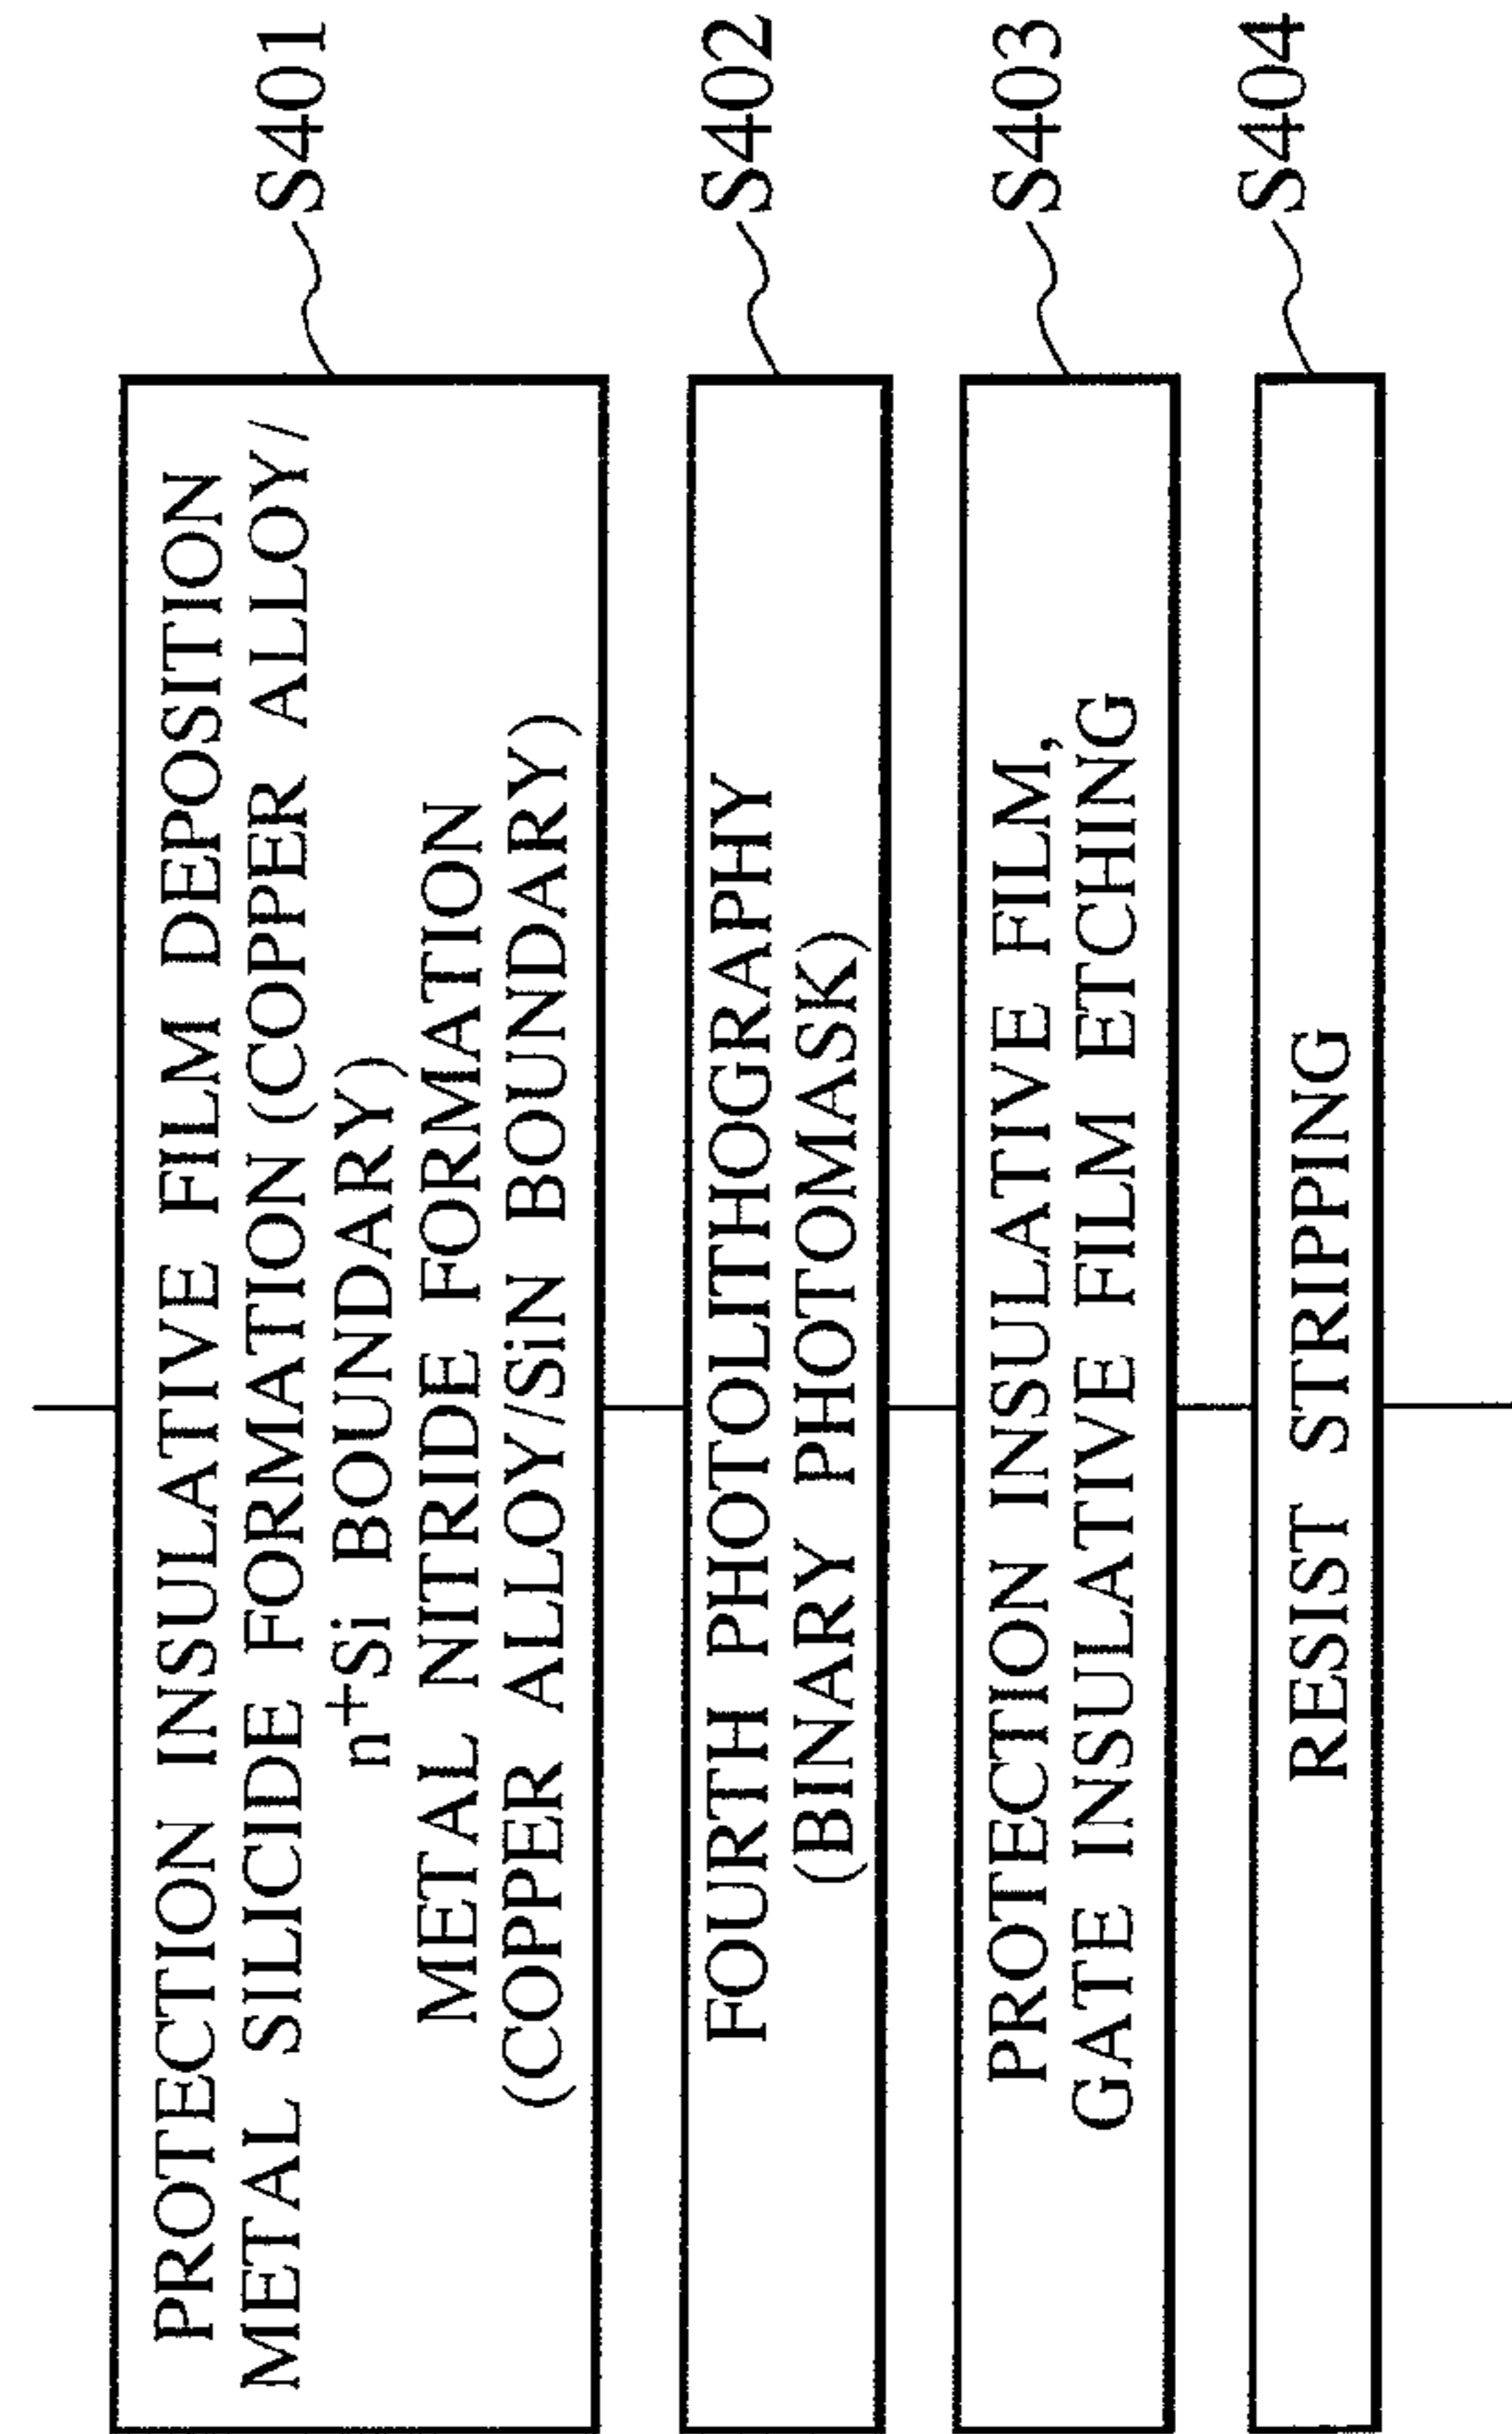 PROTECTION INSULATIVE FILM DEPOSITION
METAL SILICIDE FORMATION (COPPER ALLOY/
n⁺Si BOUNDARY)
METAL NITRIDE FORMATION
(COPPER ALLOY/SiN BOUNDARY)
S401
FOURTH PHOTOLITHOGRAPHY
(BINARY PHOTOMASK)
S402
PROTECTION INSULATIVE FILM,
GATE INSULATIVE FILM ETCHING
S403
RESIST STRIPPING
S404